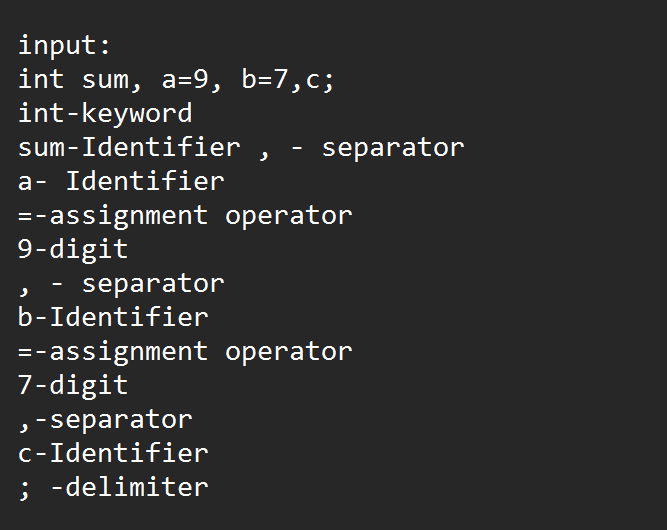 input:
int sum, a=9, b=7,c;
int-keyword
sum-Identifier , - separator
a- Identifier
=-assignment operator
9-digit
, - separator
b-Identifier
=-assignment operator
7-digit
,-separator
c-Identifier
; -delimiter